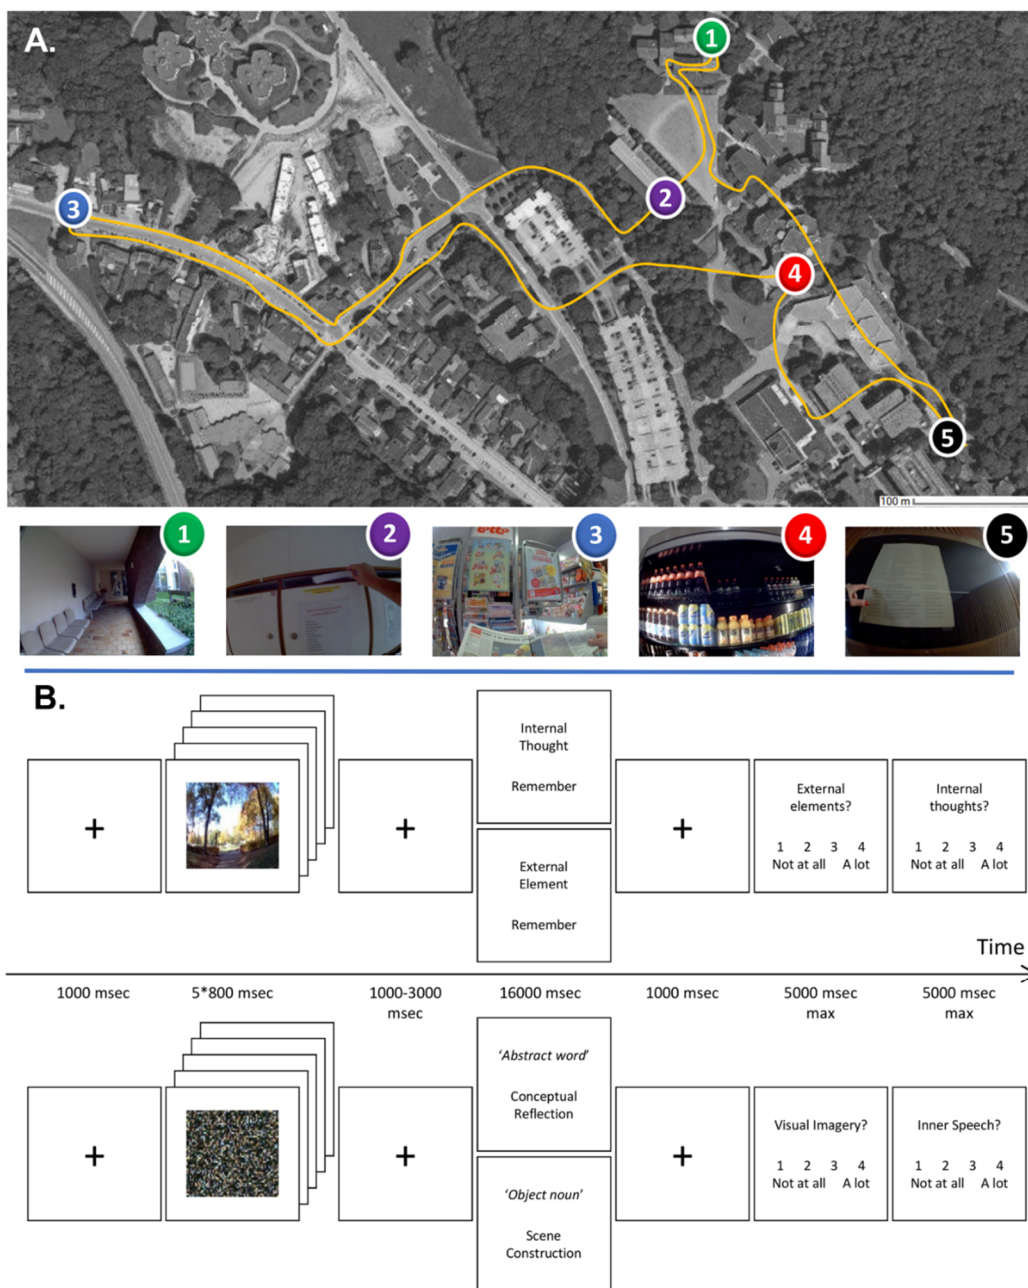 A.
1
2
3
4
5
100 m
1
2
3
4
5
B.
+
+
Internal
Thought
Remember
External
Element
Remember
+
External
elements?
1 2 3 4
Not at all A lot
Internal
thoughts?
1 2 3 4
Not at all A lot
Time
1000 msec
5*800 msec
1000-3000
msec
16000 msec
1000 msec
5000 msec
max
5000 msec
max
+
+
'Abstract word'
Conceptual
Reflection
'Object noun'
Scene
Construction
+
Visual Imagery?
1 2 3 4
Not at all A lot
Inner Speech?
1 2 3 4
Not at all A lot